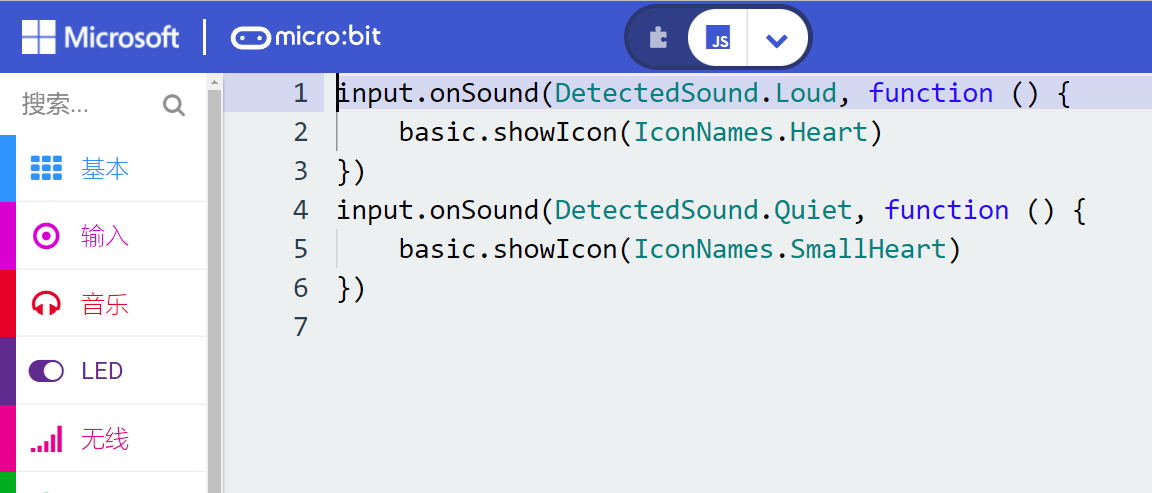 Microsoft micro:bit JS
搜索...
基本
输入
音乐
LED
无线
1 input.onSound(DetectedSound.Loud, function () {
2     basic.showIcon(IconNames.Heart)
3 })
4 input.onSound(DetectedSound.Quiet, function () {
5     basic.showIcon(IconNames.SmallHeart)
6 })
7